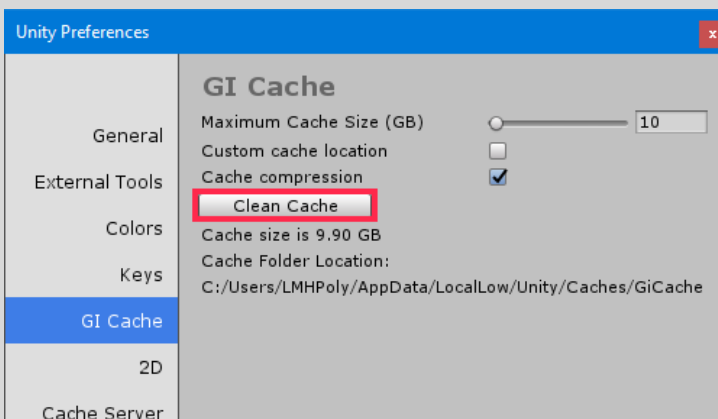 Unity Preferences
x
General
External Tools
Colors
Keys
GI Cache
2D
Cache Server
GI Cache
Maximum Cache Size (GB)
10
Custom cache location
Cache compression
Clean Cache
Cache size is 9.90 GB
Cache Folder Location:
C:/Users/LMHPoly/AppData/LocalLow/Unity/Caches/GiCache